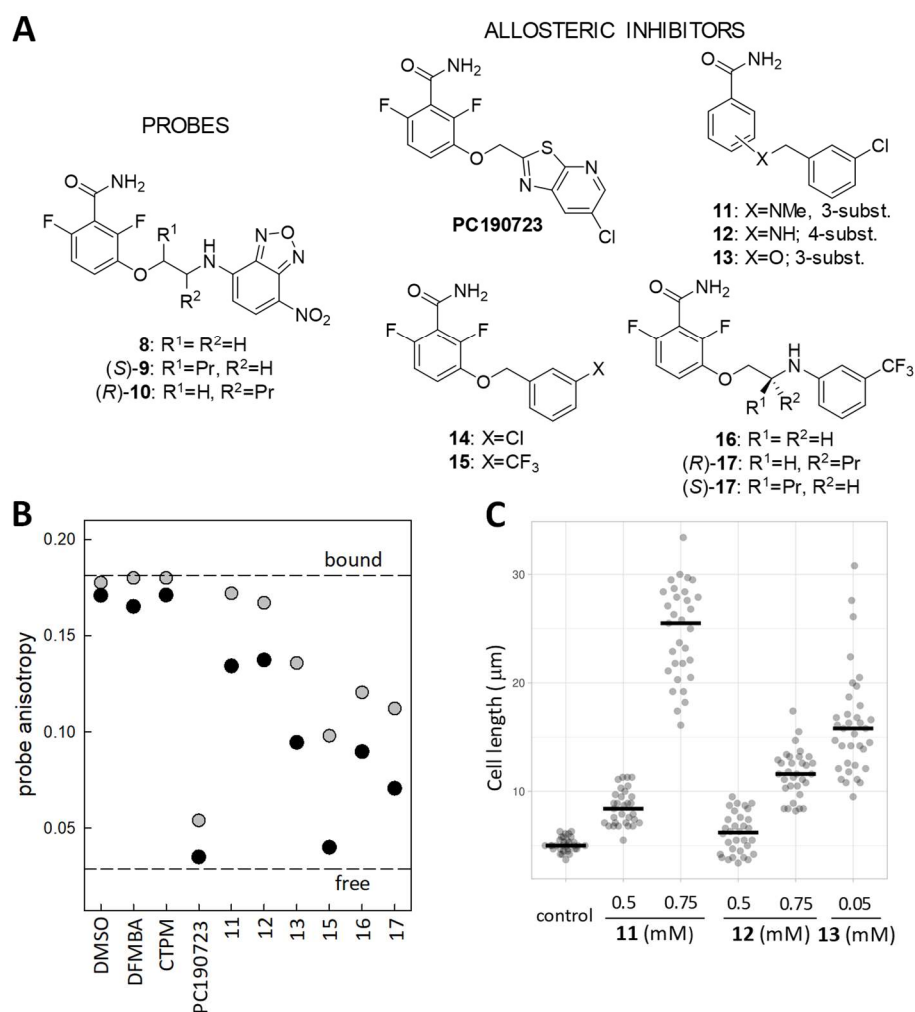 A
PROBES
ALLOSTERIC INHIBITORS
O NH₂
F F
O R¹ H N
R²
N O N
NO₂
8: R¹= R²=H
(S)-9: R¹=Pr, R²=H
(R)-10: R¹=H, R²=Pr
O NH₂
F F
O S N
N
Cl
PC190723
O NH₂
X
Cl
11: X=NMe, 3-subst.
12: X=NH; 4-subst.
13: X=O; 3-subst.
O NH₂
F F
O X
14: X=Cl
15: X=CF₃
O NH₂
F F
O H N CF₃
R¹ R²
16: R¹= R²=H
(R)-17: R¹=H, R²=Pr
(S)-17: R¹=Pr, R²=H
B
probe anisotropy
0.20
0.15
0.10
0.05
bound
free
DMSO
DFMBA
CTPM
PC190723
11
12
13
15
16
17
C
Cell length ( μm)
30
20
10
control
0.5 0.75 0.5 0.75 0.05
11 (mM) 12 (mM) 13 (mM)